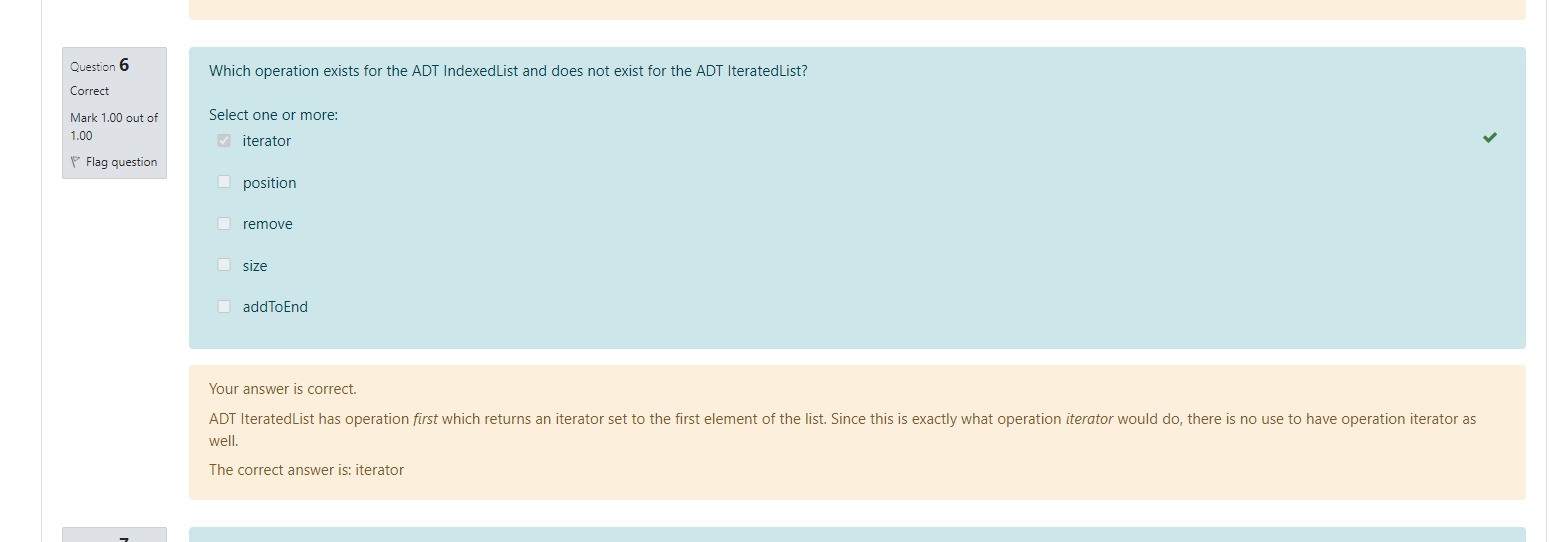 Question 6
Correct
Mark 1.00 out of
1.00
Flag question
Which operation exists for the ADT IndexedList and does not exist for the ADT IteratedList?
Select one or more:
iterator
position
remove
size
addToEnd
Your answer is correct.
ADT IteratedList has operation first which returns an iterator set to the first element of the list. Since this is exactly what operation iterator would do, there is no use to have operation iterator as
well.
The correct answer is: iterator